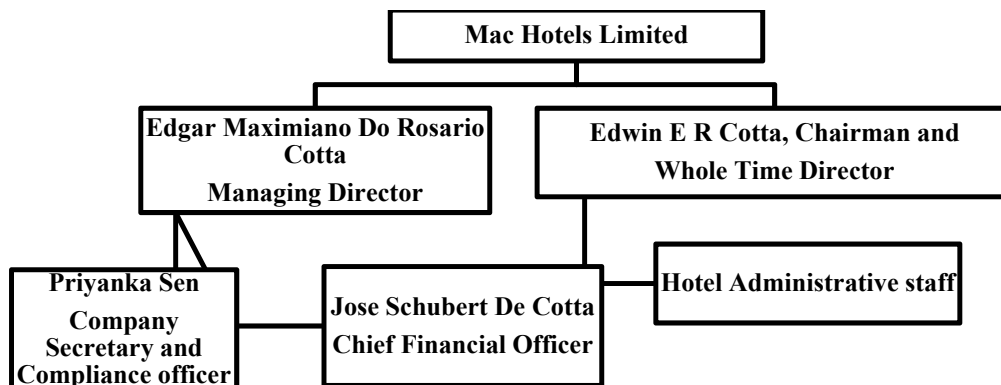 Mac Hotels Limited
Edgar Maximiano Do Rosario
Cotta
Managing Director
Edwin E R Cotta, Chairman and
Whole Time Director
Priyanka Sen
Company
Secretary and
Compliance officer
Jose Schubert De Cotta
Chief Financial Officer
Hotel Administrative staff